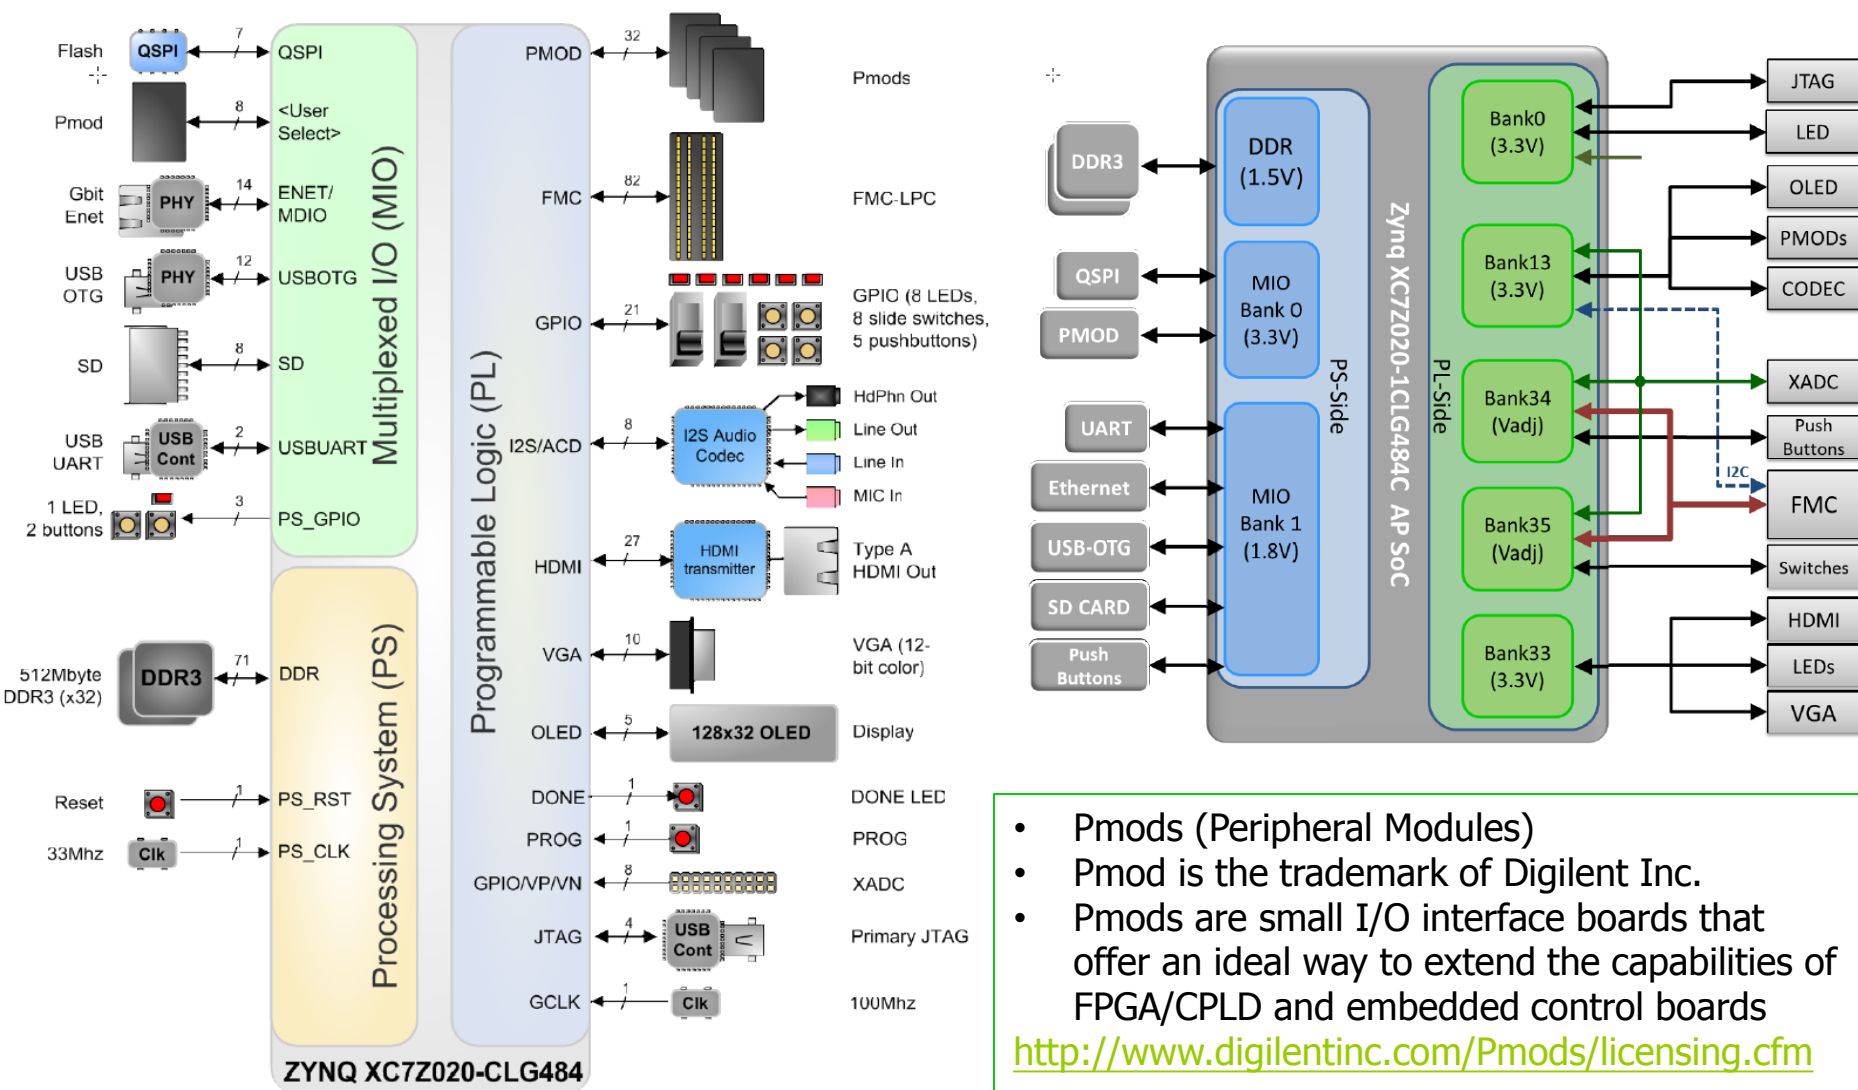 Flash
QSPI
7
QSPI
Pmod
8
<User
Select>
Gbit
Enet
PHY
14
ENET/
MDIO
USB
OTG
PHY
12
USBOTG
SD
8
SD
USB
UART
USB
Cont
2
USBUART
1 LED,
2 buttons
3
PS_GPIO
Multiplexed I/O (MIO)
512Mbyte
DDR3 (x32)
DDR3
71
DDR
Reset
1
PS_RST
33Mhz
Clk
1
PS_CLK
Processing System (PS)
Programmable Logic (PL)
PMOD
32
Pmods
FMC
82
FMC-LPC
GPIO
21
GPIO (8 LEDs,
8 slide switches,
5 pushbuttons)
I2S/ACD
8
I2S Audio
Codec
HdPhn Out
Line Out
Line In
MIC In
HDMI
27
HDMI
transmitter
Type A
HDMI Out
VGA
10
VGA (12-
bit color)
OLED
5
128x32 OLED
Display
DONE
1
DONE LED
PROG
1
PROG
GPIO/VP/VN
8
XADC
JTAG
4
USB
Cont
Primary JTAG
GCLK
1
Clk
100Mhz
ZYNQ XC7Z020-CLG484
DDR3
QSPI
PMOD
UART
Ethernet
USB-OTG
SD CARD
Push
Buttons
DDR
(1.5V)
MIO
Bank 0
(3.3V)
MIO
Bank 1
(1.8V)
PS-Side
Zynq XC7Z020-1CLG484C AP SoC
PL-Side
Bank0
(3.3V)
Bank13
(3.3V)
Bank34
(Vadj)
Bank35
(Vadj)
Bank33
(3.3V)
JTAG
LED
OLED
PMODs
CODEC
XADC
Push
Buttons
I2C
FMC
Switches
HDMI
LEDs
VGA
• Pmods (Peripheral Modules)
• Pmod is the trademark of Digilent Inc.
• Pmods are small I/O interface boards that
offer an ideal way to extend the capabilities of
FPGA/CPLD and embedded control boards
http://www.digilentinc.com/Pmods/licensing.cfm